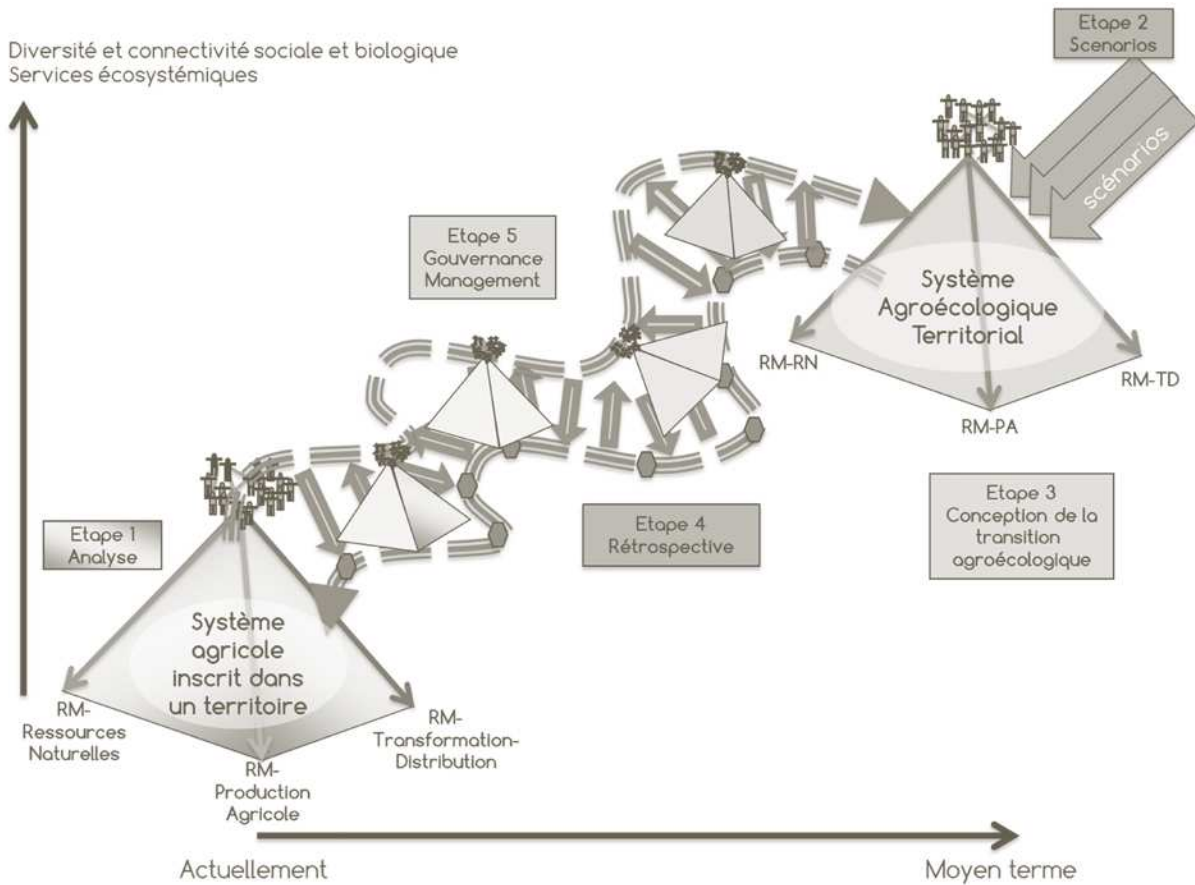 Diversité et connectivité sociale et biologique
Services écosystémiques
Etape 2
Scenarios
scénarios
Etape 5
Gouvernance
Management
Système
Agroécologique
Territorial
RM-RN
RM-TD
RM-PA
Etape 1
Analyse
Etape 4
Rétrospective
Etape 3
Conception de la
transition
agroécologique
Système
agricole
inscrit dans
un territoire
RM-
Ressources
Naturelles
RM-
Transformation-
Distribution
RM-
Production
Agricole
Actuellement
Moyen terme